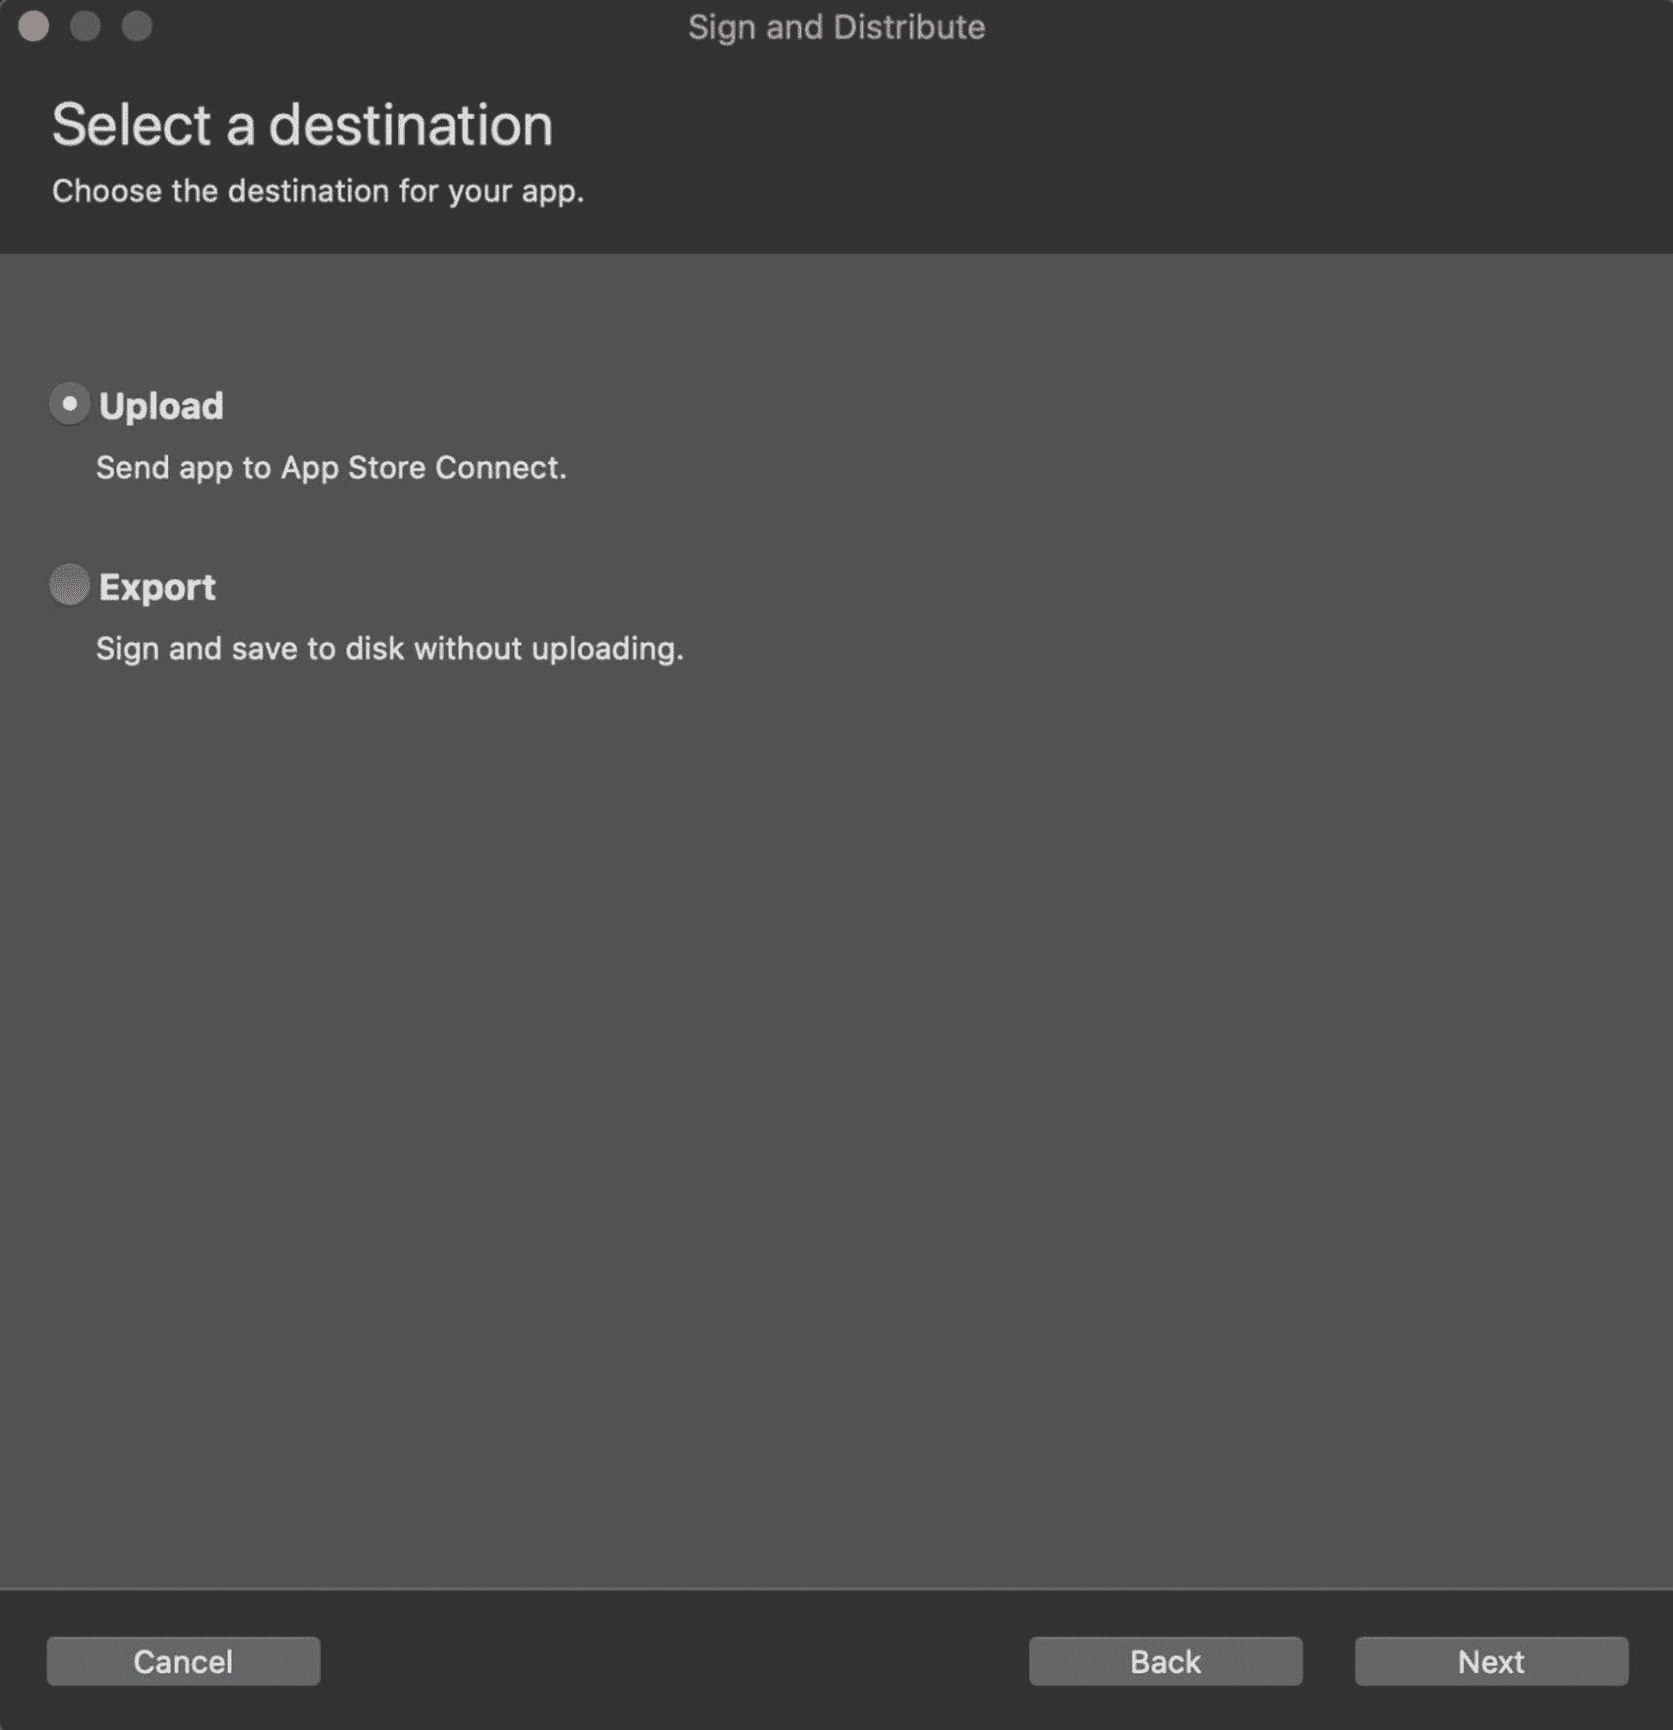 Sign and Distribute
Select a destination
Choose the destination for your app.
Upload
Send app to App Store Connect.
Export
Sign and save to disk without uploading.
Cancel
Back
Next